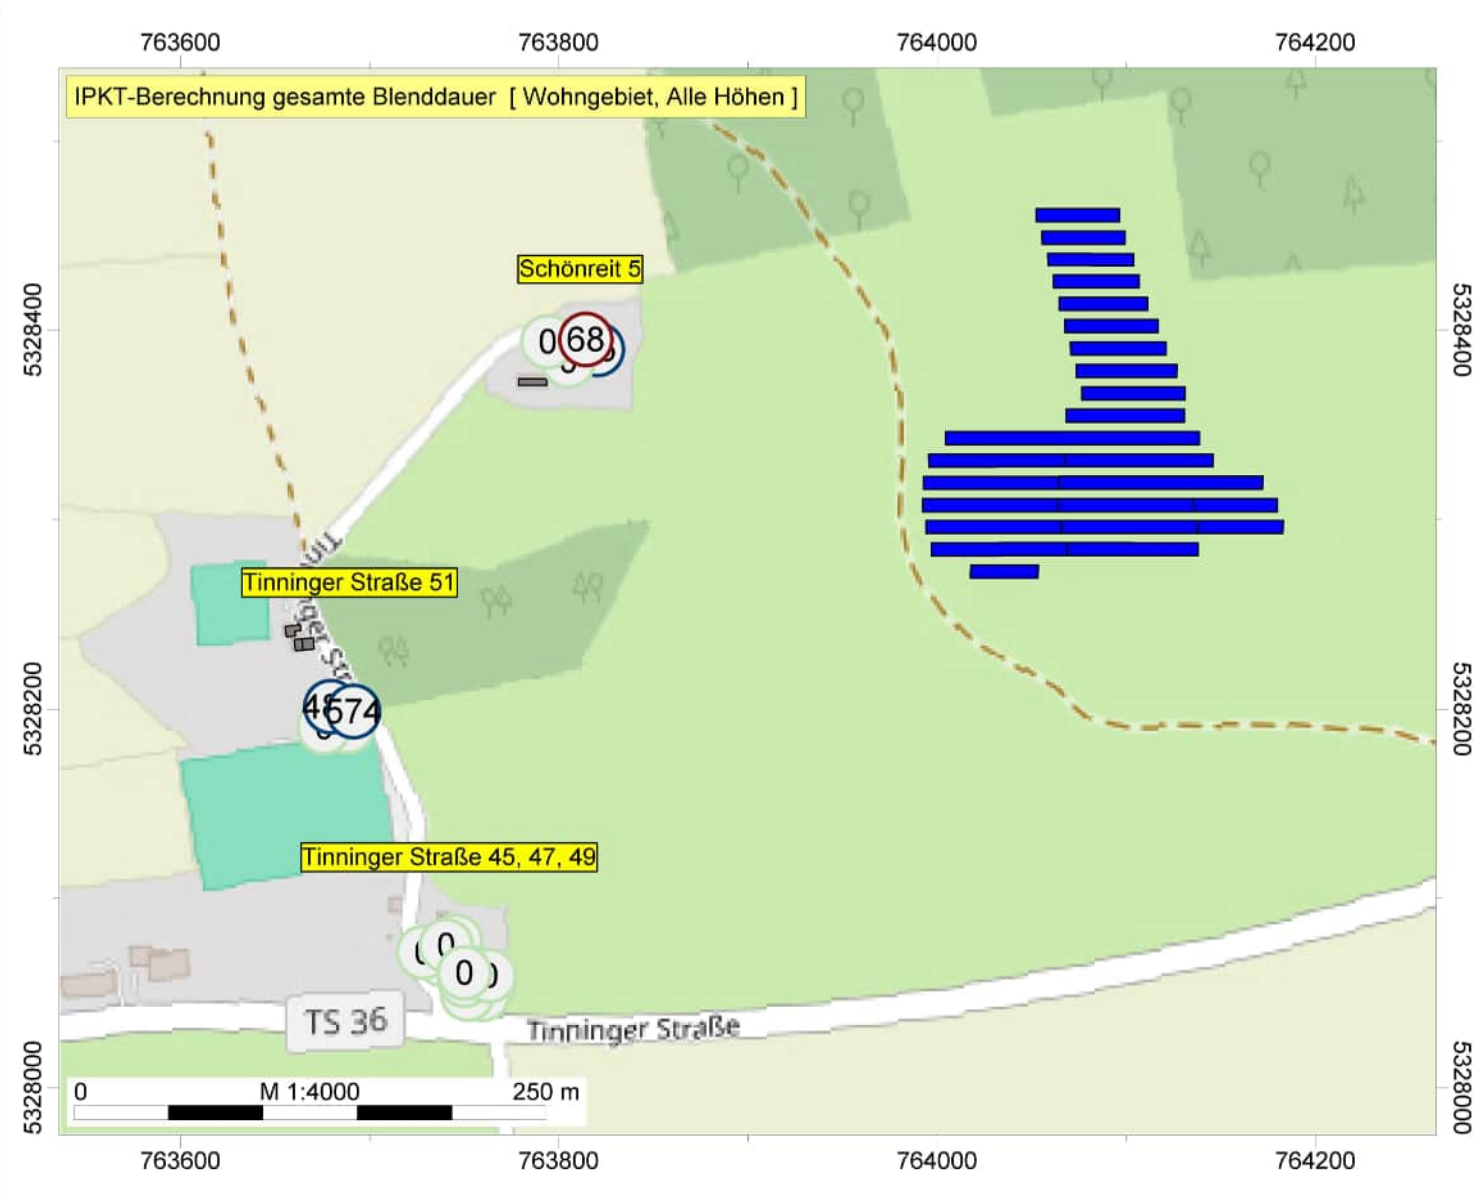 763600 763800 764000 764200
IPKT-Berechnung gesamte Blenddauer [ Wohngebiet, Alle Höhen ]
Schönreit 5
0 68
5328400 5328400
Tinninger Straße 51
574
5328200 5328200
Tinninger Straße 45, 47, 49
0
0
TS 36
Tinninger Straße
0 M 1:4000 250 m
5328000 5328000
763600 763800 764000 764200